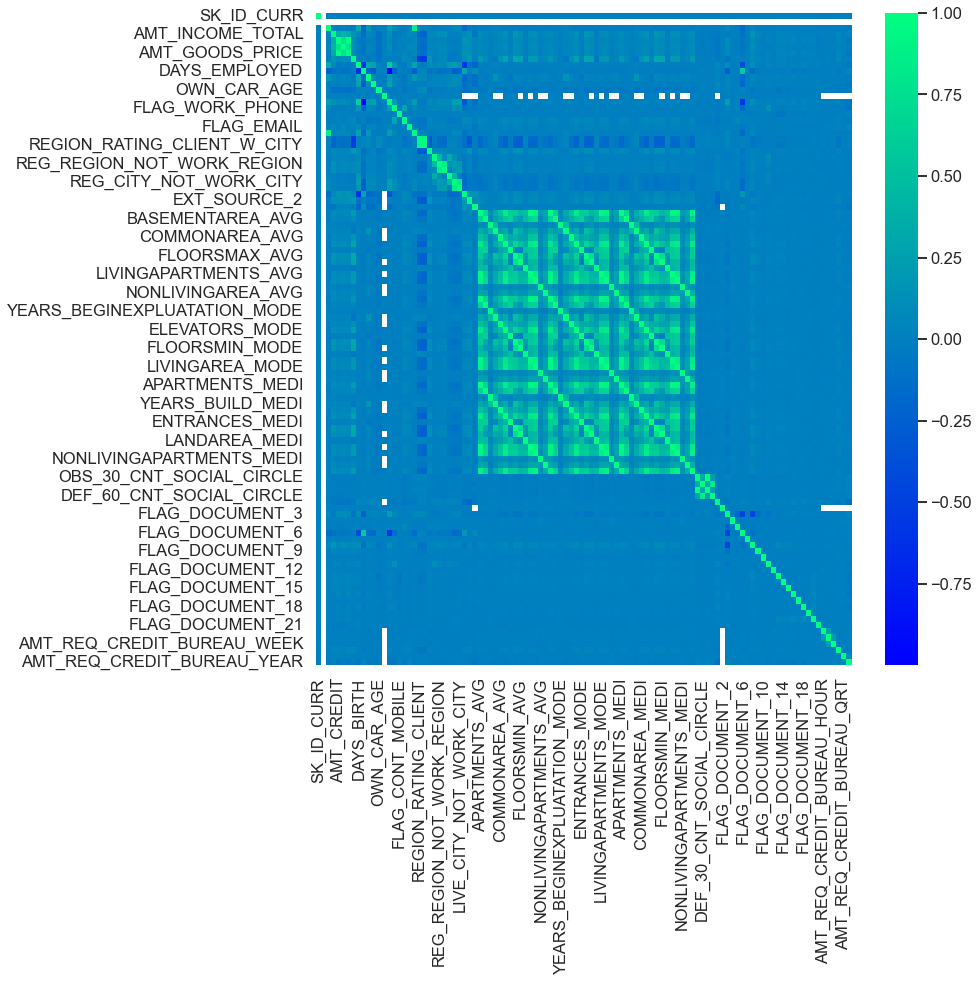 SK_ID_CURR
AMT_INCOME_TOTAL
AMT_GOODS_PRICE
DAYS_EMPLOYED
OWN_CAR_AGE
FLAG_WORK_PHONE
FLAG_EMAIL
REGION_RATING_CLIENT_W_CITY
REG_REGION_NOT_WORK_REGION
REG_CITY_NOT_WORK_CITY
EXT_SOURCE_2
BASEMENTAREA_AVG
COMMONAREA_AVG
FLOORSMAX_AVG
LIVINGAPARTMENTS_AVG
NONLIVINGAREA_AVG
YEARS_BEGINEXPLUATATION_MODE
ELEVATORS_MODE
FLOORSMIN_MODE
LIVINGAREA_MODE
APARTMENTS_MEDI
YEARS_BUILD_MEDI
ENTRANCES_MEDI
LANDAREA_MEDI
NONLIVINGAPARTMENTS_MEDI
OBS_30_CNT_SOCIAL_CIRCLE
DEF_60_CNT_SOCIAL_CIRCLE
FLAG_DOCUMENT_3
FLAG_DOCUMENT_6
FLAG_DOCUMENT_9
FLAG_DOCUMENT_12
FLAG_DOCUMENT_15
FLAG_DOCUMENT_18
FLAG_DOCUMENT_21
AMT_REQ_CREDIT_BUREAU_WEEK
AMT_REQ_CREDIT_BUREAU_YEAR
SK_ID_CURR
AMT_CREDIT
DAYS_BIRTH
OWN_CAR_AGE
FLAG_CONT_MOBILE
REGION_RATING_CLIENT
REG_REGION_NOT_WORK_REGION
LIVE_CITY_NOT_WORK_CITY
APARTMENTS_AVG
COMMONAREA_AVG
FLOORSMIN_AVG
NONLIVINGAPARTMENTS_AVG
YEARS_BEGINEXPLUATATION_MODE
ENTRANCES_MODE
LIVINGAPARTMENTS_MODE
APARTMENTS_MEDI
COMMONAREA_MEDI
FLOORSMIN_MEDI
NONLIVINGAPARTMENTS_MEDI
DEF_30_CNT_SOCIAL_CIRCLE
FLAG_DOCUMENT_2
FLAG_DOCUMENT_6
FLAG_DOCUMENT_10
FLAG_DOCUMENT_14
FLAG_DOCUMENT_18
AMT_REQ_CREDIT_BUREAU_HOUR
AMT_REQ_CREDIT_BUREAU_QRT
1.00
0.75
0.50
0.25
0.00
−0.25
−0.50
−0.75